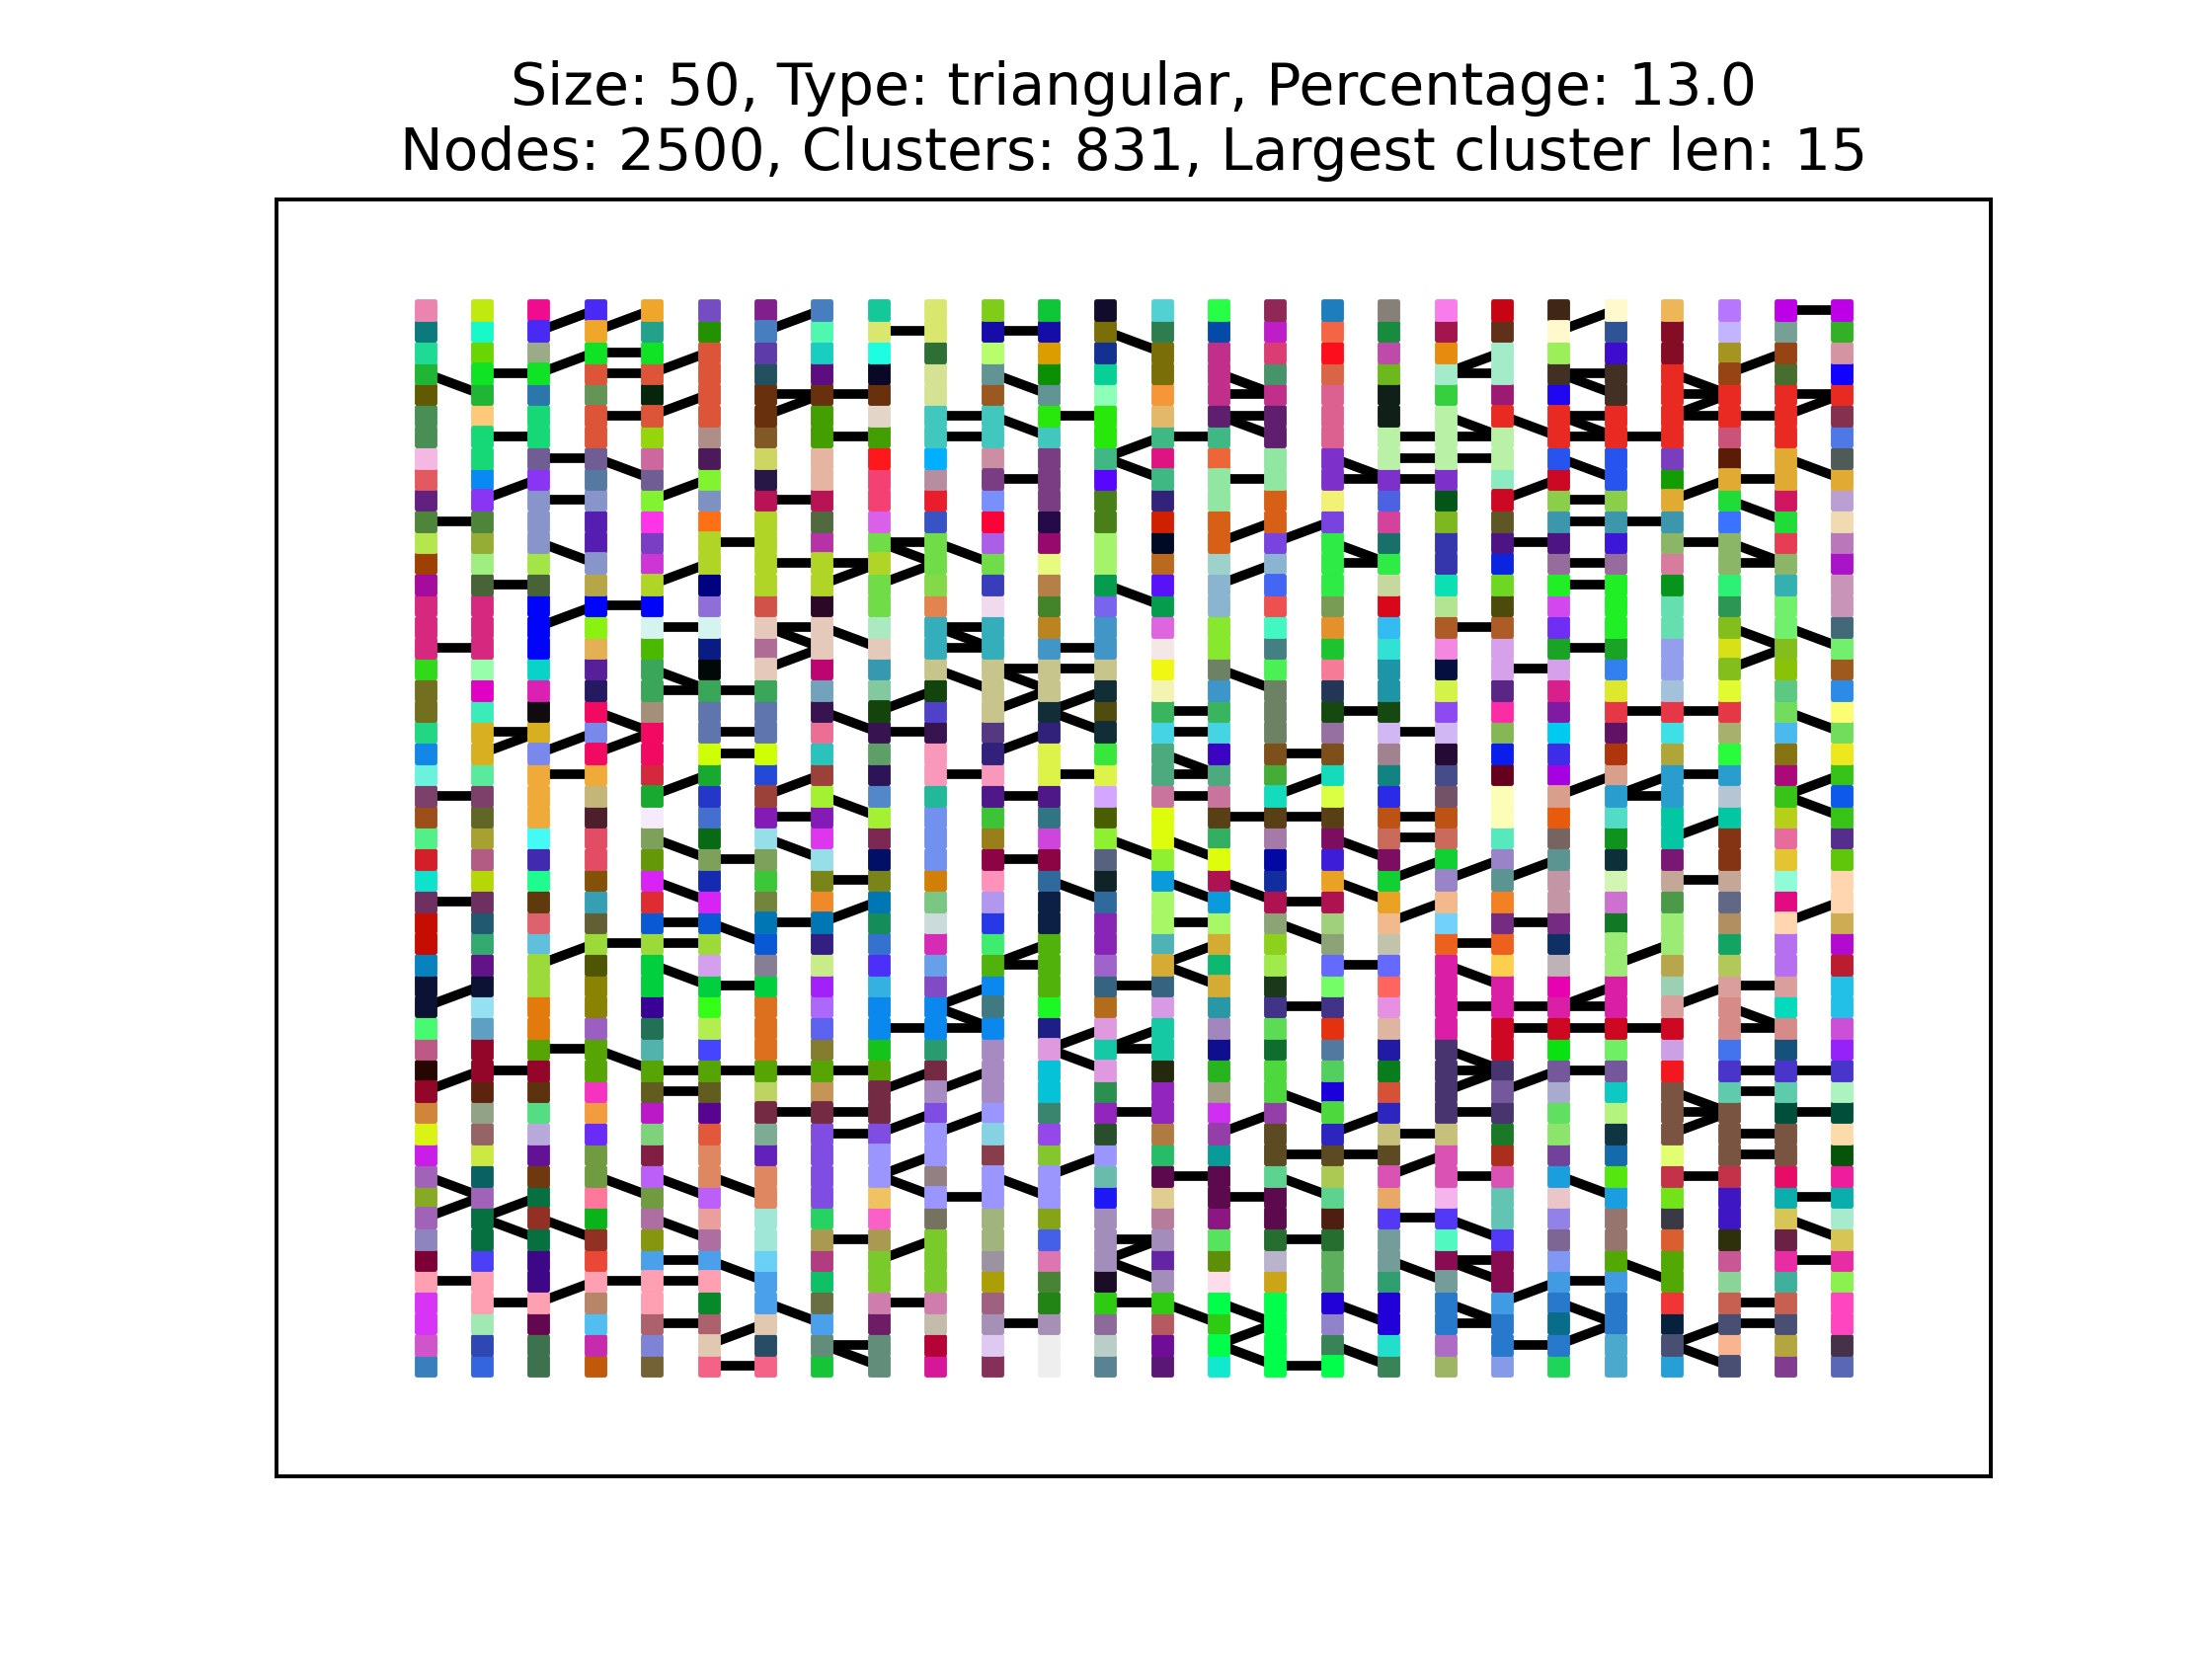 Size: 50, Type: triangular, Percentage: 13.0
Nodes: 2500, Clusters: 831, Largest cluster len: 15